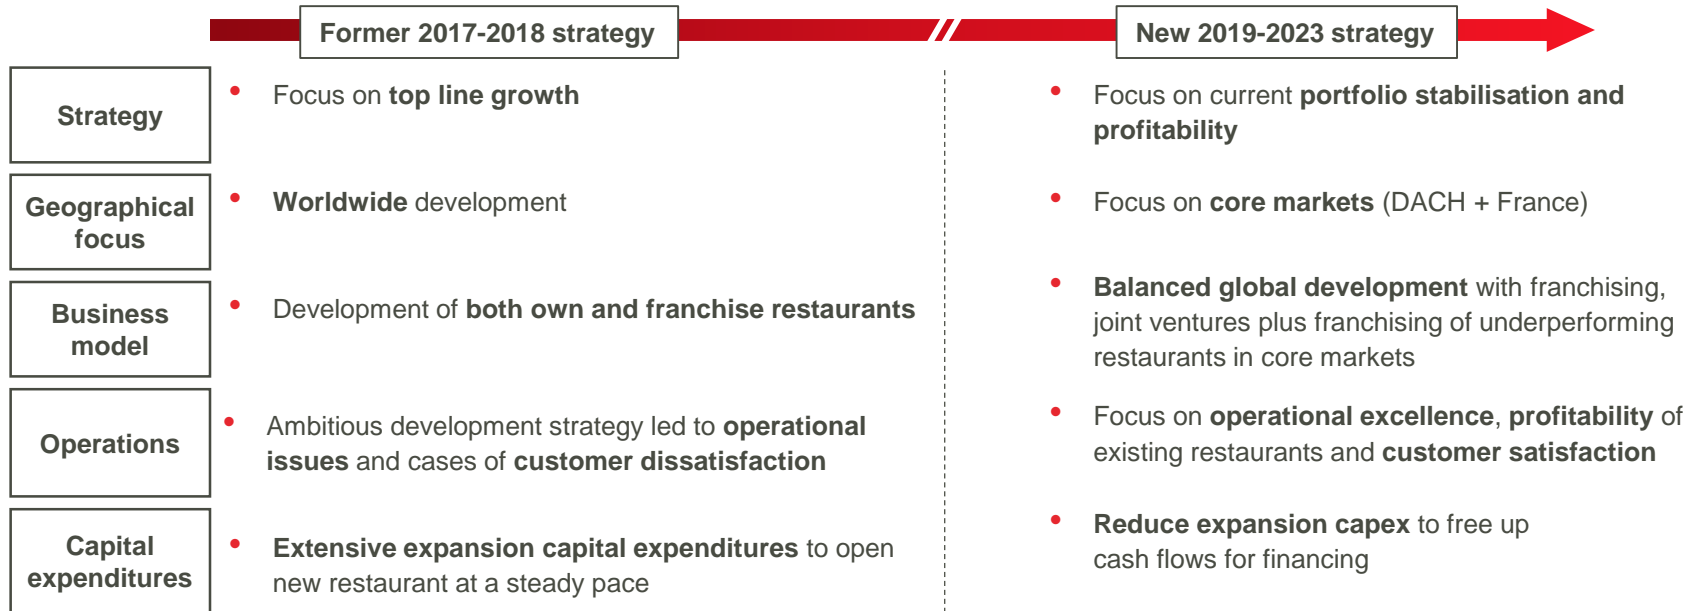 Former 2017-2018 strategy
New 2019-2023 strategy
Strategy
• Focus on top line growth
• Focus on current portfolio stabilisation and
profitability
Geographical
focus
• Worldwide development
• Focus on core markets (DACH + France)
Business
model
• Development of both own and franchise restaurants
• Balanced global development with franchising,
joint ventures plus franchising of underperforming
restaurants in core markets
Operations
• Ambitious development strategy led to operational
issues and cases of customer dissatisfaction
• Focus on operational excellence, profitability of
existing restaurants and customer satisfaction
Capital
expenditures
• Extensive expansion capital expenditures to open
new restaurant at a steady pace
• Reduce expansion capex to free up
cash flows for financing